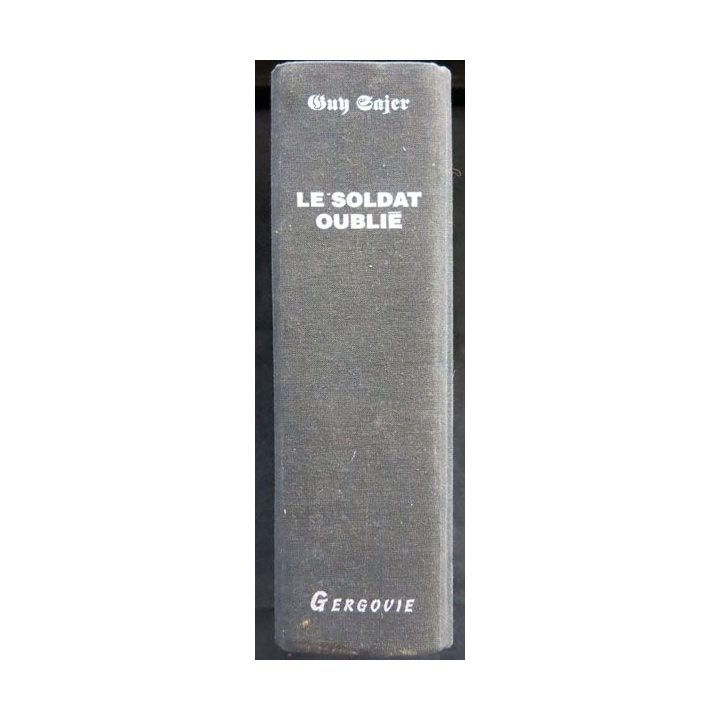 Guy Sajer
LE SOLDAT
OUBLIÉ
GERGOVIE